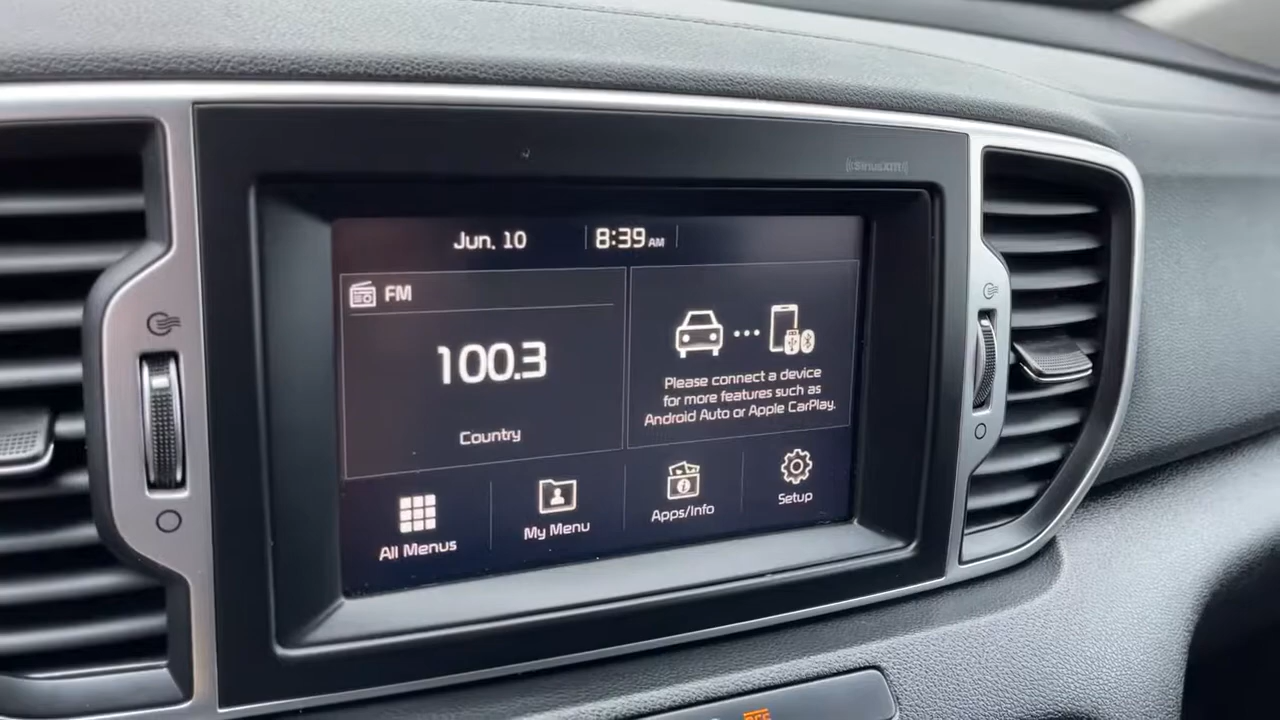 ((SiriusXM))
Jun. 10
8:39 AM
FM
100.3
Country
Please connect a device
for more features such as
Android Auto or Apple CarPlay.
All Menus
My Menu
Apps/Info
Setup